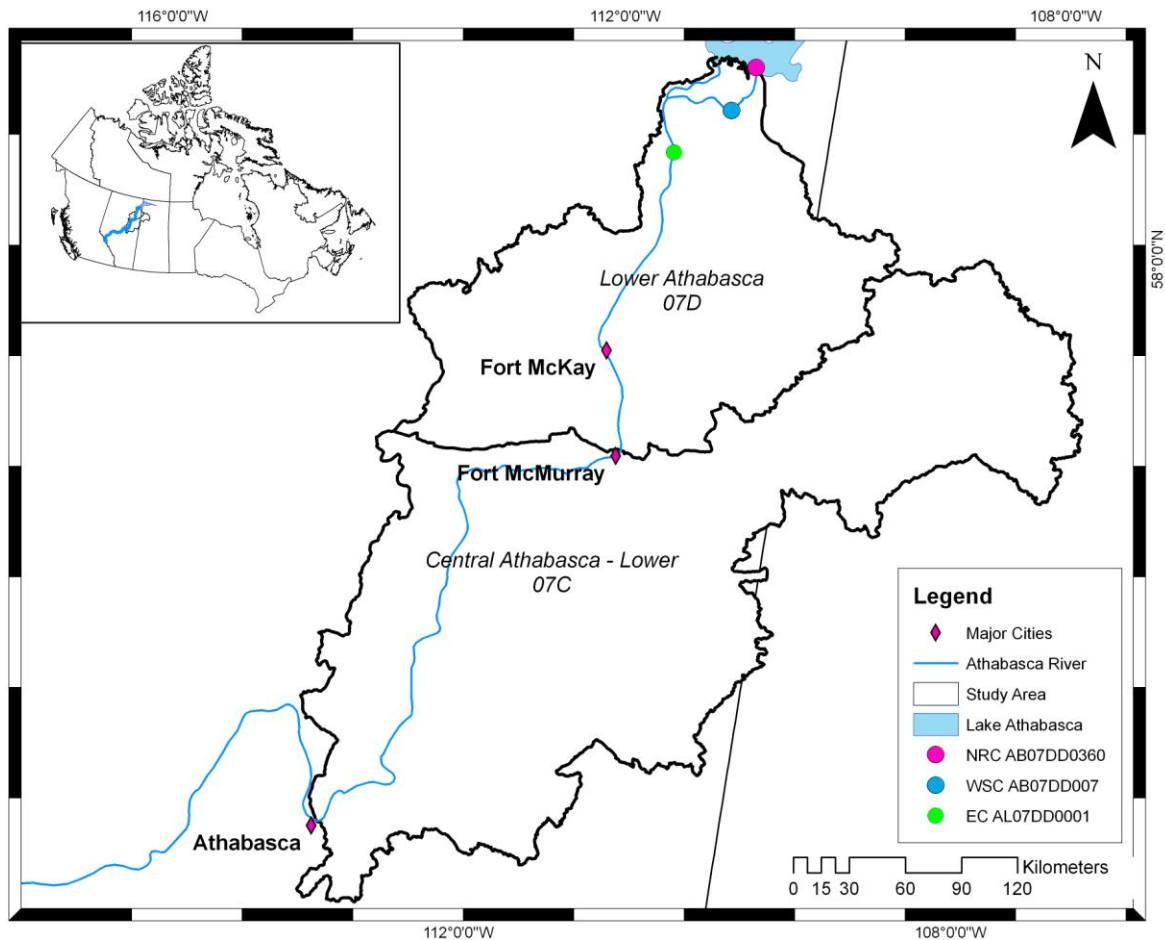 116°0'0"W
112°0'0"W
108°0'0"W
N
58°0'0"N
Lower Athabasca
07D
Fort McKay
Fort McMurray
Central Athabasca - Lower
07C
Athabasca
Legend
Major Cities
Athabasca River
Study Area
Lake Athabasca
NRC AB07DD0360
WSC AB07DD007
EC AL07DD0001
Kilometers
0 15 30 60 90 120
112°0'0"W
108°0'0"W